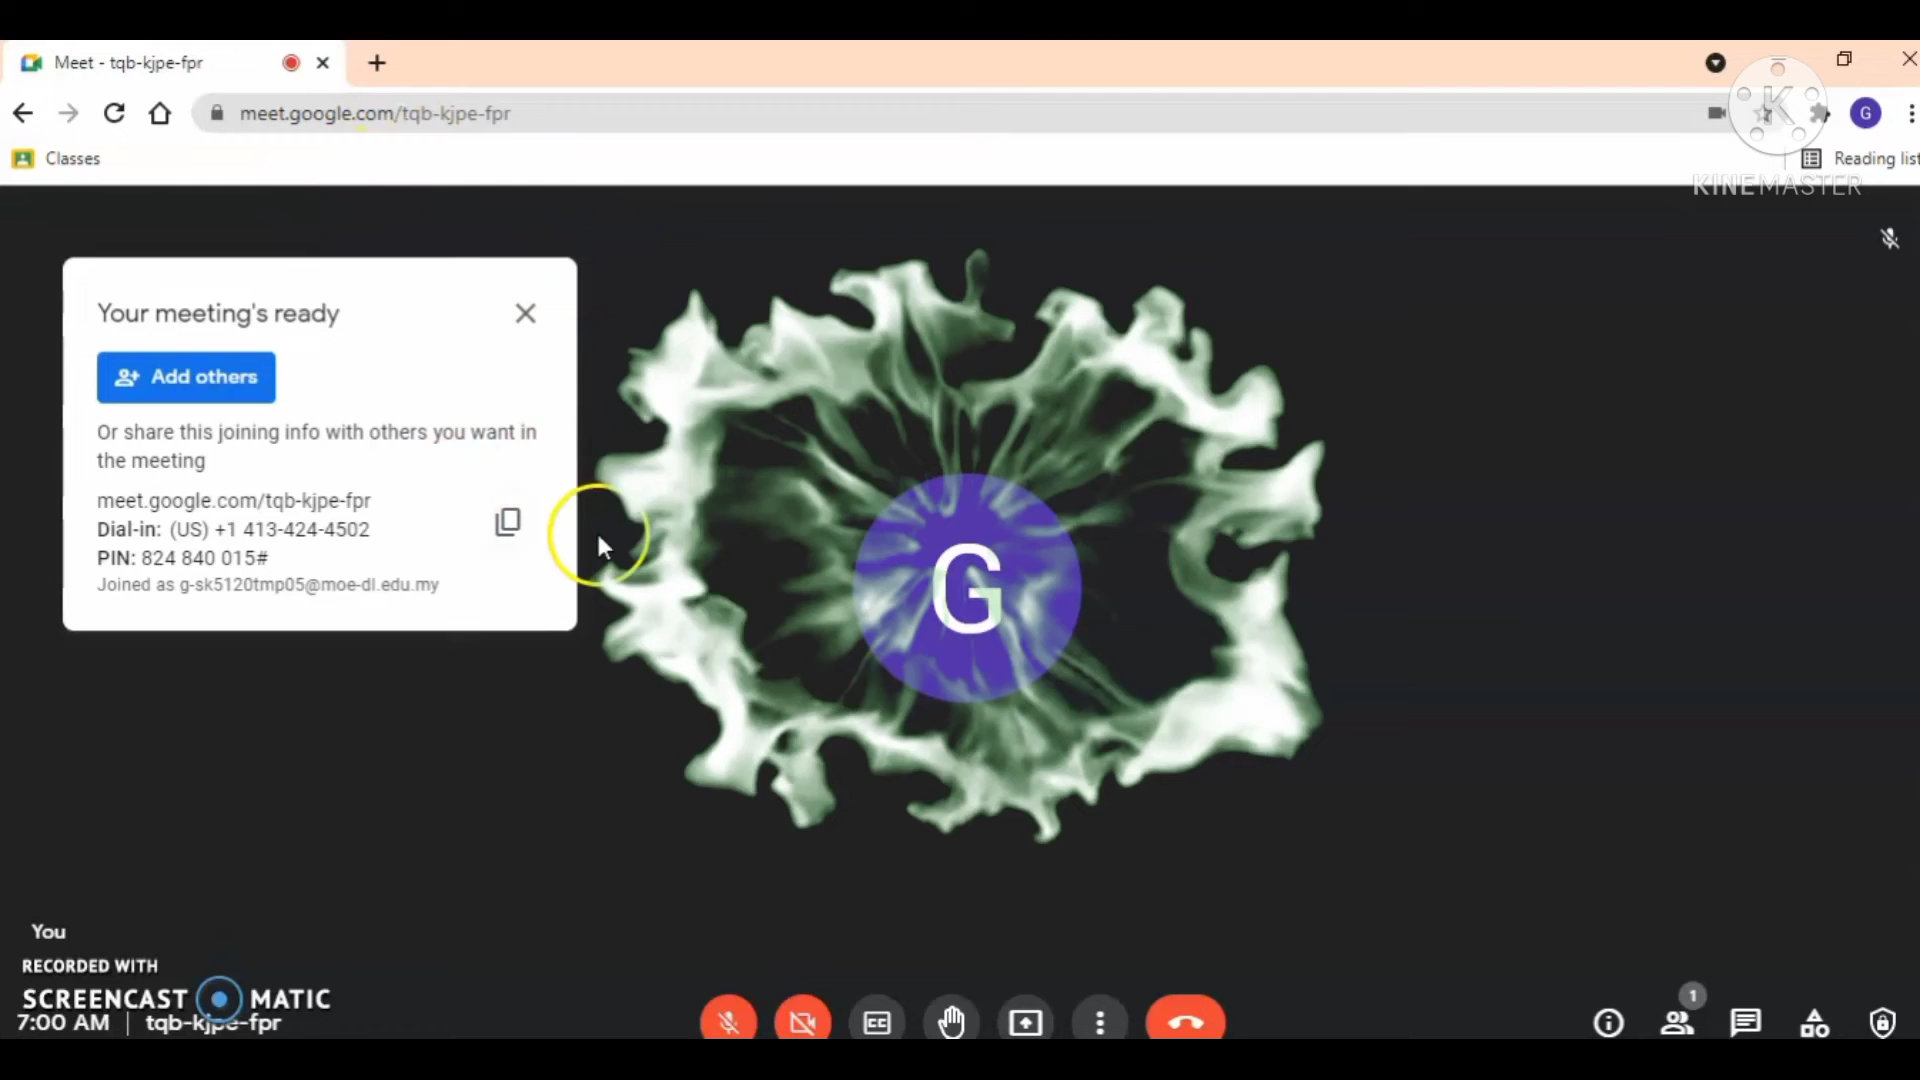 Meet - tqb-kjpe-fpr
meet.google.com/tqb-kjpe-fpr
G
K
Classes
Reading list
KINEMASTER
Your meeting's ready
Add others
Or share this joining info with others you want in
the meeting
meet.google.com/tqb-kjpe-fpr
Dial-in: (US) +1 413-424-4502
PIN: 824 840 015#
Joined as g-sk5120tmp05@moe-dl.edu.my
G
You
RECORDED WITH
SCREENCAST MATIC
7:00 AM | tqb-kjpe-fpr
CC
1